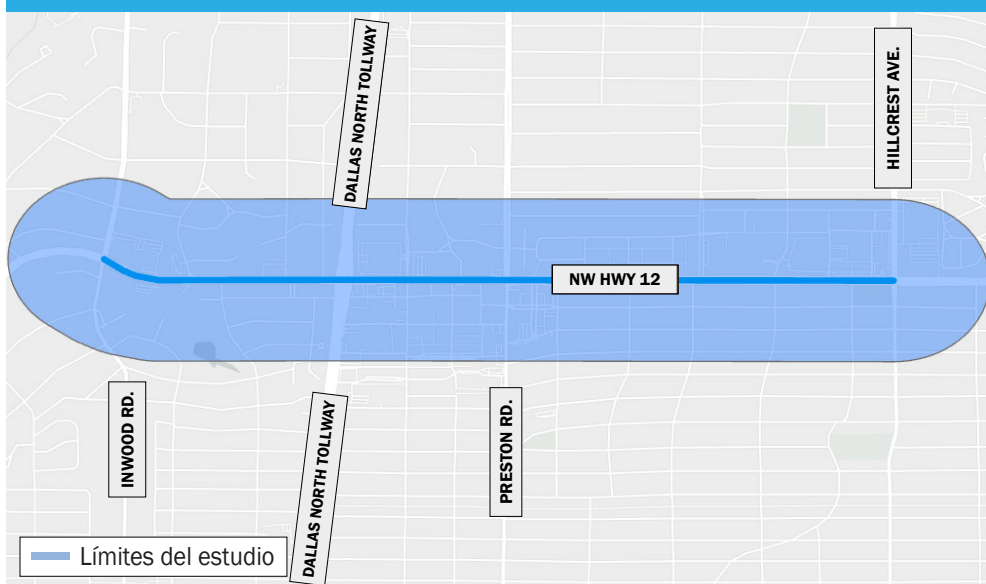 DALLAS NORTH TOLLWAY
HILLCREST AVE.
NW HWY 12
INWOOD RD.
DALLAS NORTH TOLLWAY
PRESTON RD.
Límites del estudio